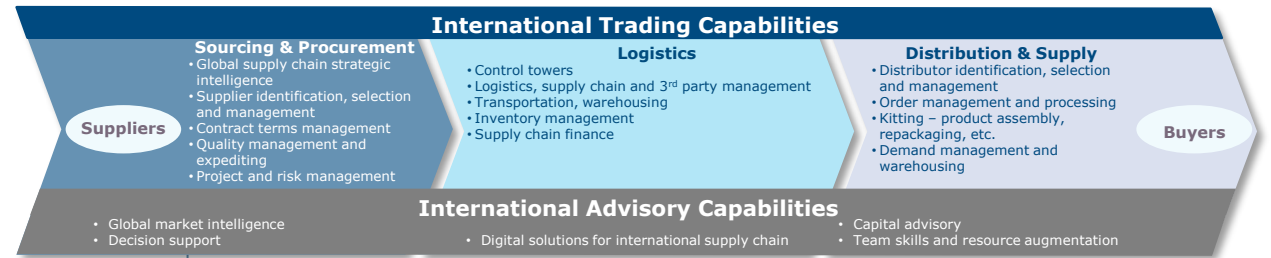 International Trading Capabilities
Sourcing & Procurement
• Global supply chain strategic
intelligence
• Supplier identification, selection
and management
• Contract terms management
• Quality management and
expediting
• Project and risk management
Suppliers
Logistics
• Control towers
• Logistics, supply chain and 3rd party management
• Transportation, warehousing
• Inventory management
• Supply chain finance
Distribution & Supply
• Distributor identification, selection
and management
• Order management and processing
• Kitting – product assembly,
repackaging, etc.
• Demand management and
warehousing
Buyers
International Advisory Capabilities
• Global market intelligence
• Decision support
• Digital solutions for international supply chain
• Capital advisory
• Team skills and resource augmentation